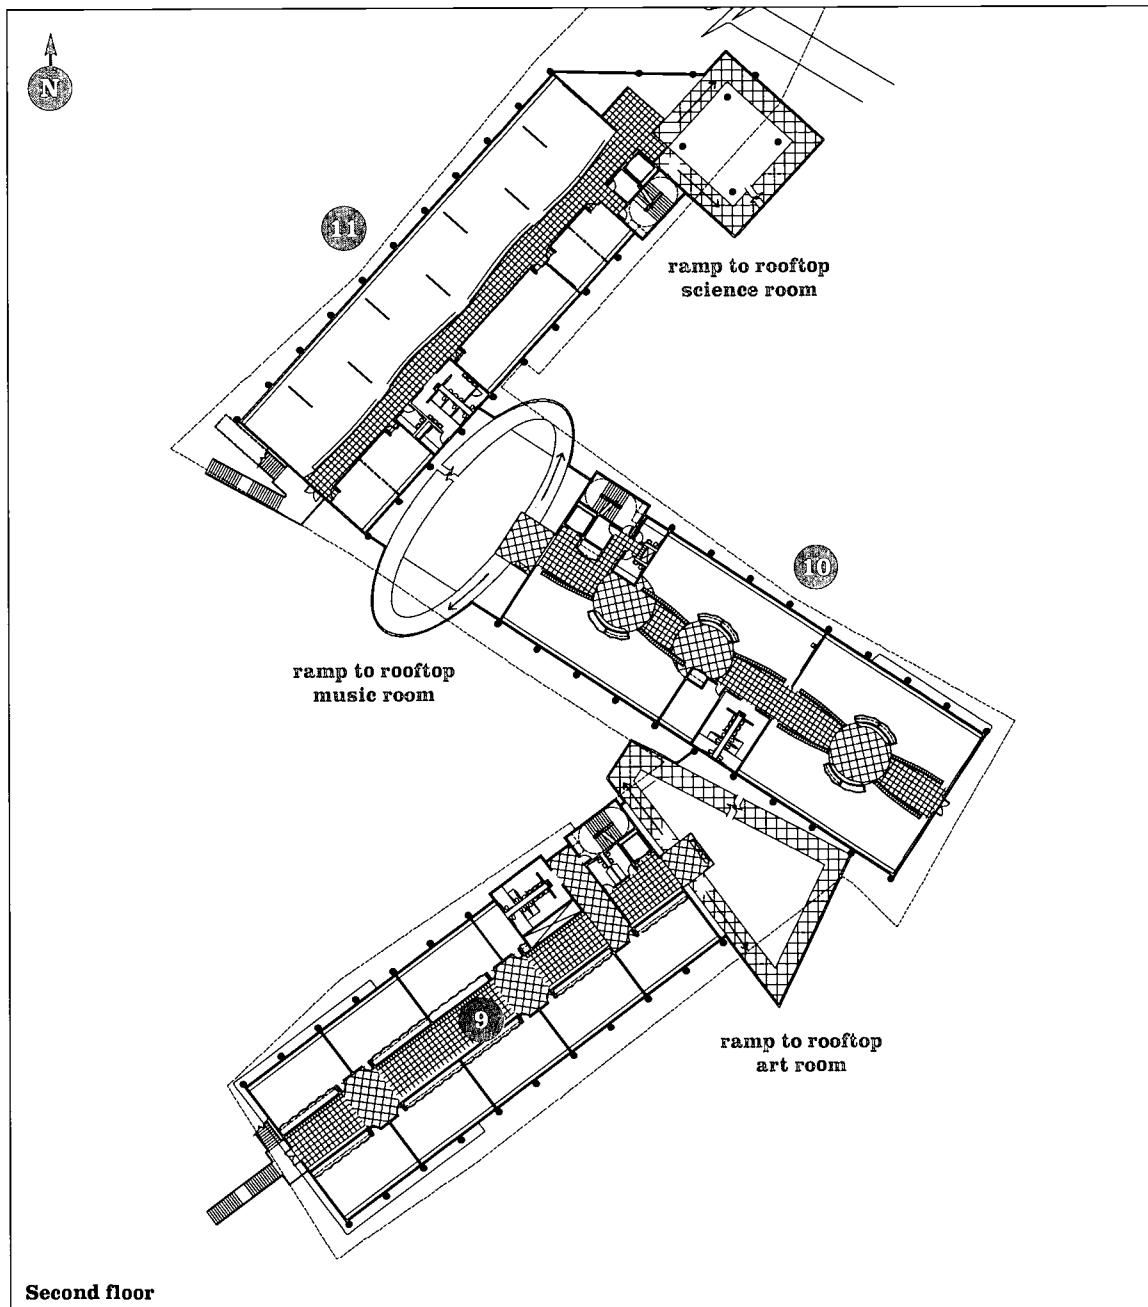 N
11
ramp to rooftop
science room
10
ramp to rooftop
music room
9
ramp to rooftop
art room
Second floor